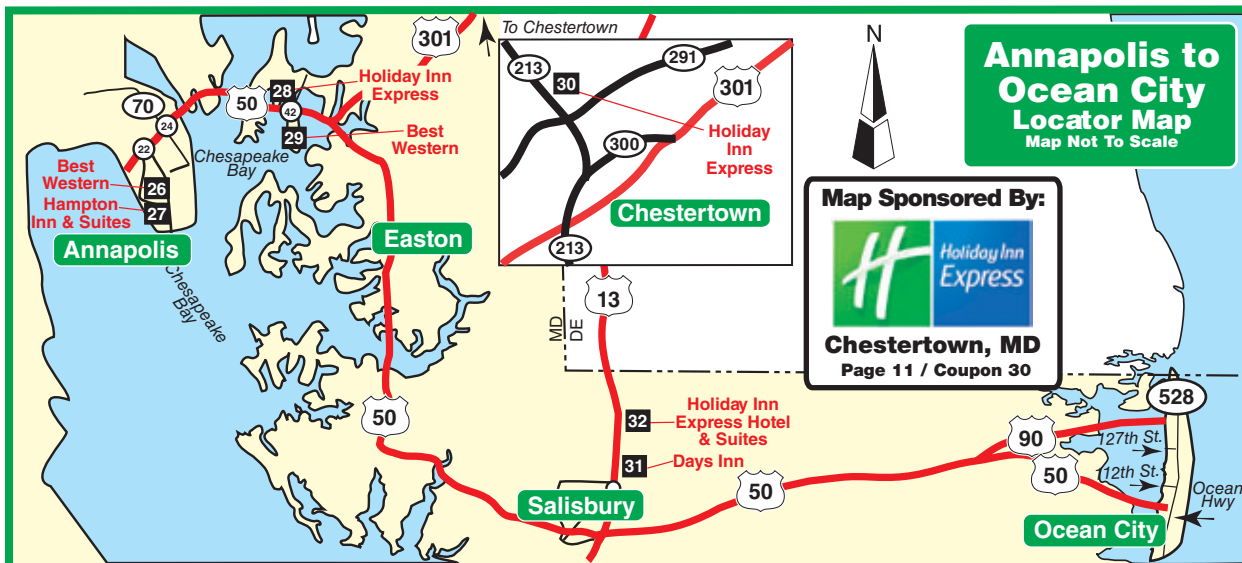 Annapolis to
Ocean City
Locator Map
Map Not To Scale
N
To Chestertown
301
213
30
291
301
Holiday
Inn
Express
300
Chestertown
213
Map Sponsored By:
H
Holiday Inn
Express
Chestertown, MD
Page 11 / Coupon 30
70
50
28
Holiday Inn
Express
42
24
22
29
Best
Western
Chesapeake
Bay
Best
Western
26
Hampton
Inn & Suites
27
Annapolis
Easton
Chesapeake
Bay
13
MD
DE
50
32
Holiday Inn
Express Hotel
& Suites
31
Days Inn
Salisbury
50
90
50
528
127th St.
112th St.
Ocean
Hwy
Ocean City